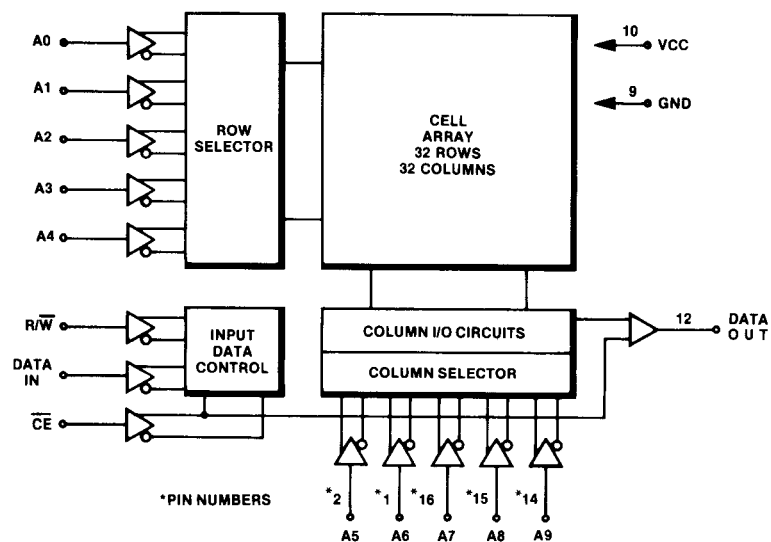 A0
A1
A2
A3
A4
ROW
SELECTOR
CELL
ARRAY
32 ROWS
32 COLUMNS
10
VCC
9
GND
R/W̅
DATA
IN
C̅E̅
INPUT
DATA
CONTROL
COLUMN I/O CIRCUITS
COLUMN SELECTOR
12
DATA
OUT
*PIN NUMBERS
*2
*1
*16
*15
*14
A5
A6
A7
A8
A9